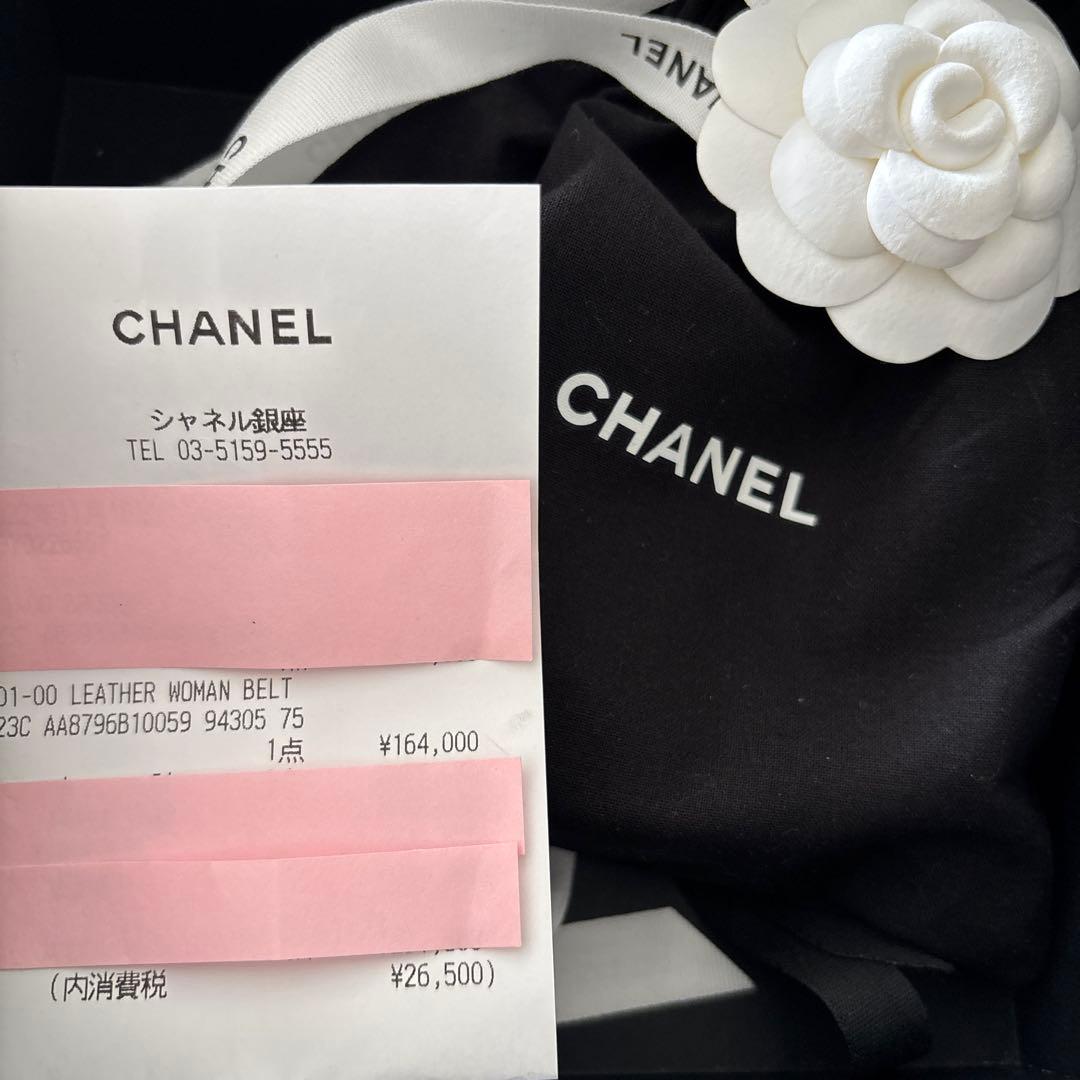 CHANEL
CHANEL
シャネル銀座
TEL 03-5159-5555
CHANEL
01-00 LEATHER WOMAN BELT
23C AA8796B10059 94305 75
1点 ¥164,000
(内消費税 ¥26,500)